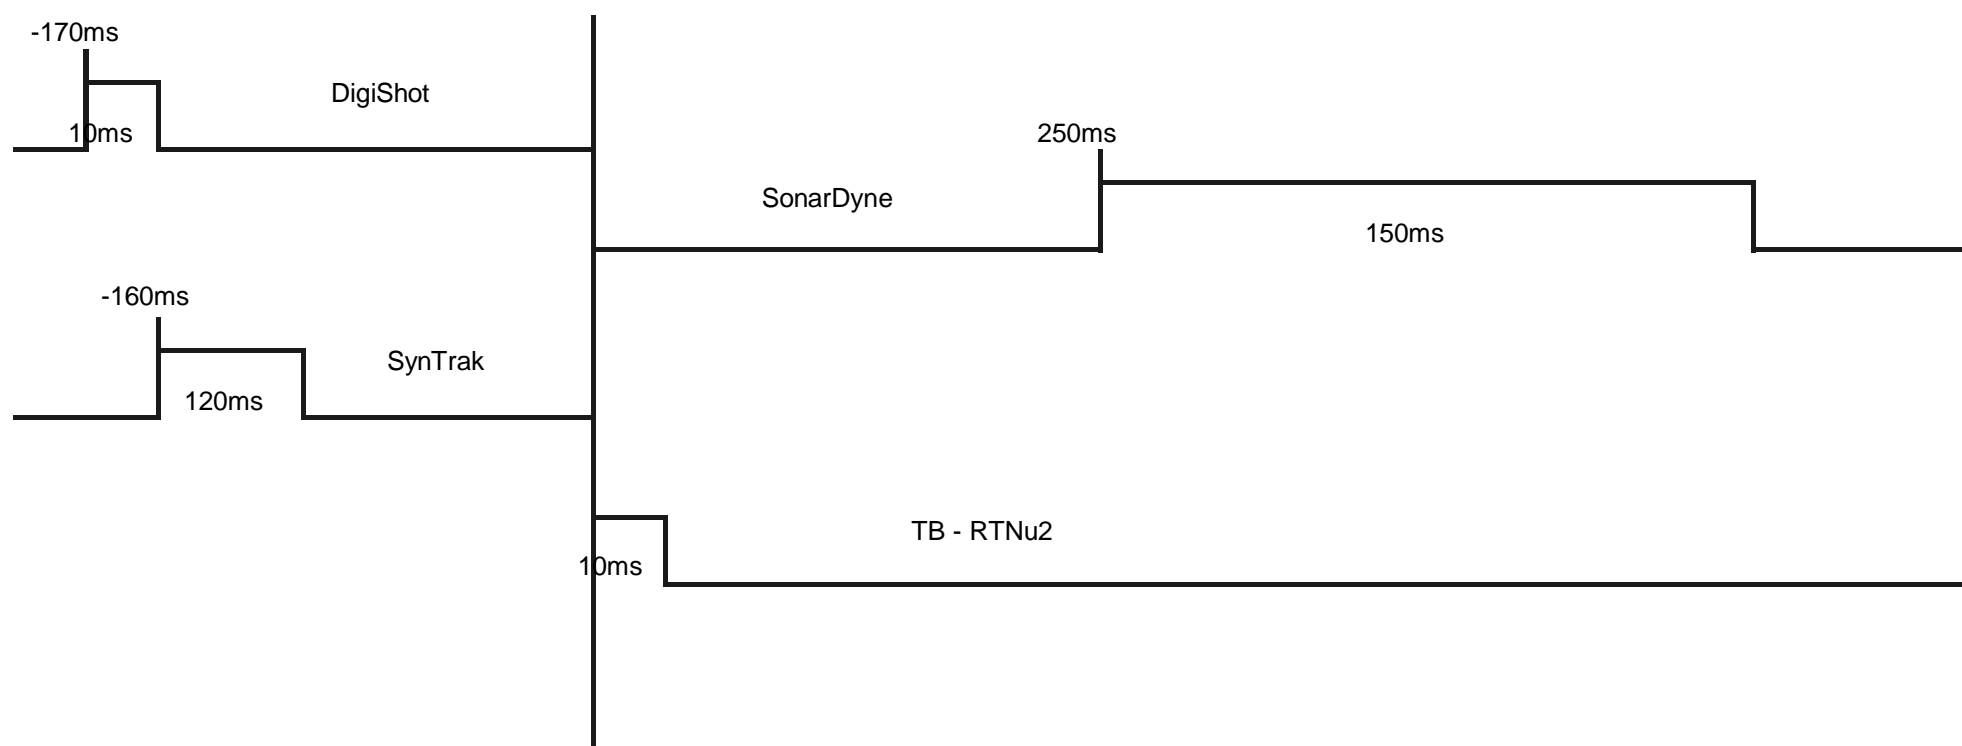 -170ms
DigiShot
10ms
250ms
SonarDyne
150ms
-160ms
SynTrak
120ms
TB - RTNu2
10ms